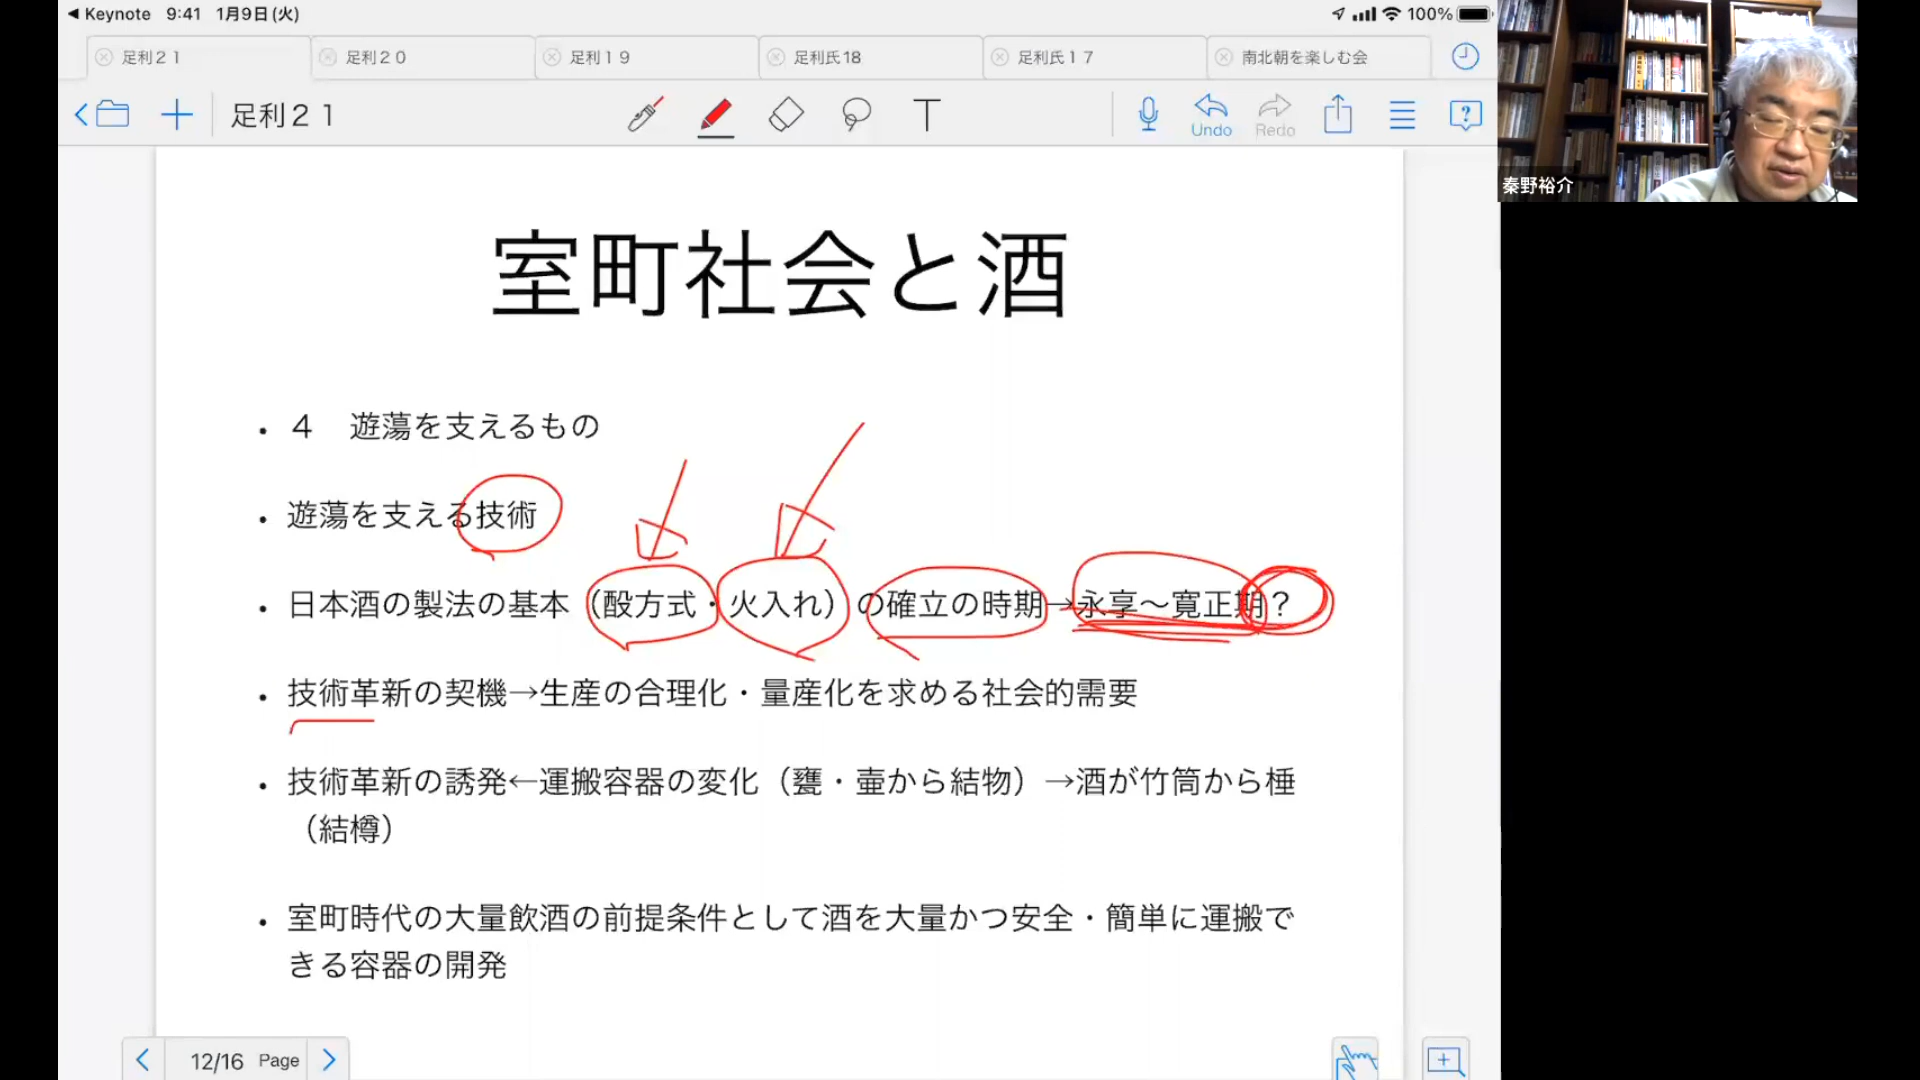 Keynote 9:41 1月9日(火) 100%
足利２１ 足利２０ 足利１９ 足利氏18 足利氏１７ 南北朝を楽しむ会
足利２１ Undo Redo
秦野裕介
室町社会と酒
・４　遊蕩を支えるもの
・遊蕩を支える技術
・日本酒の製法の基本（酘方式・火入れ）の確立の時期→永享〜寛正期？
・技術革新の契機→生産の合理化・量産化を求める社会的需要
・技術革新の誘発←運搬容器の変化（甕・壷から結物）→酒が竹筒から棰
（結樽）
・室町時代の大量飲酒の前提条件として酒を大量かつ安全・簡単に運搬で
きる容器の開発
12/16 Page